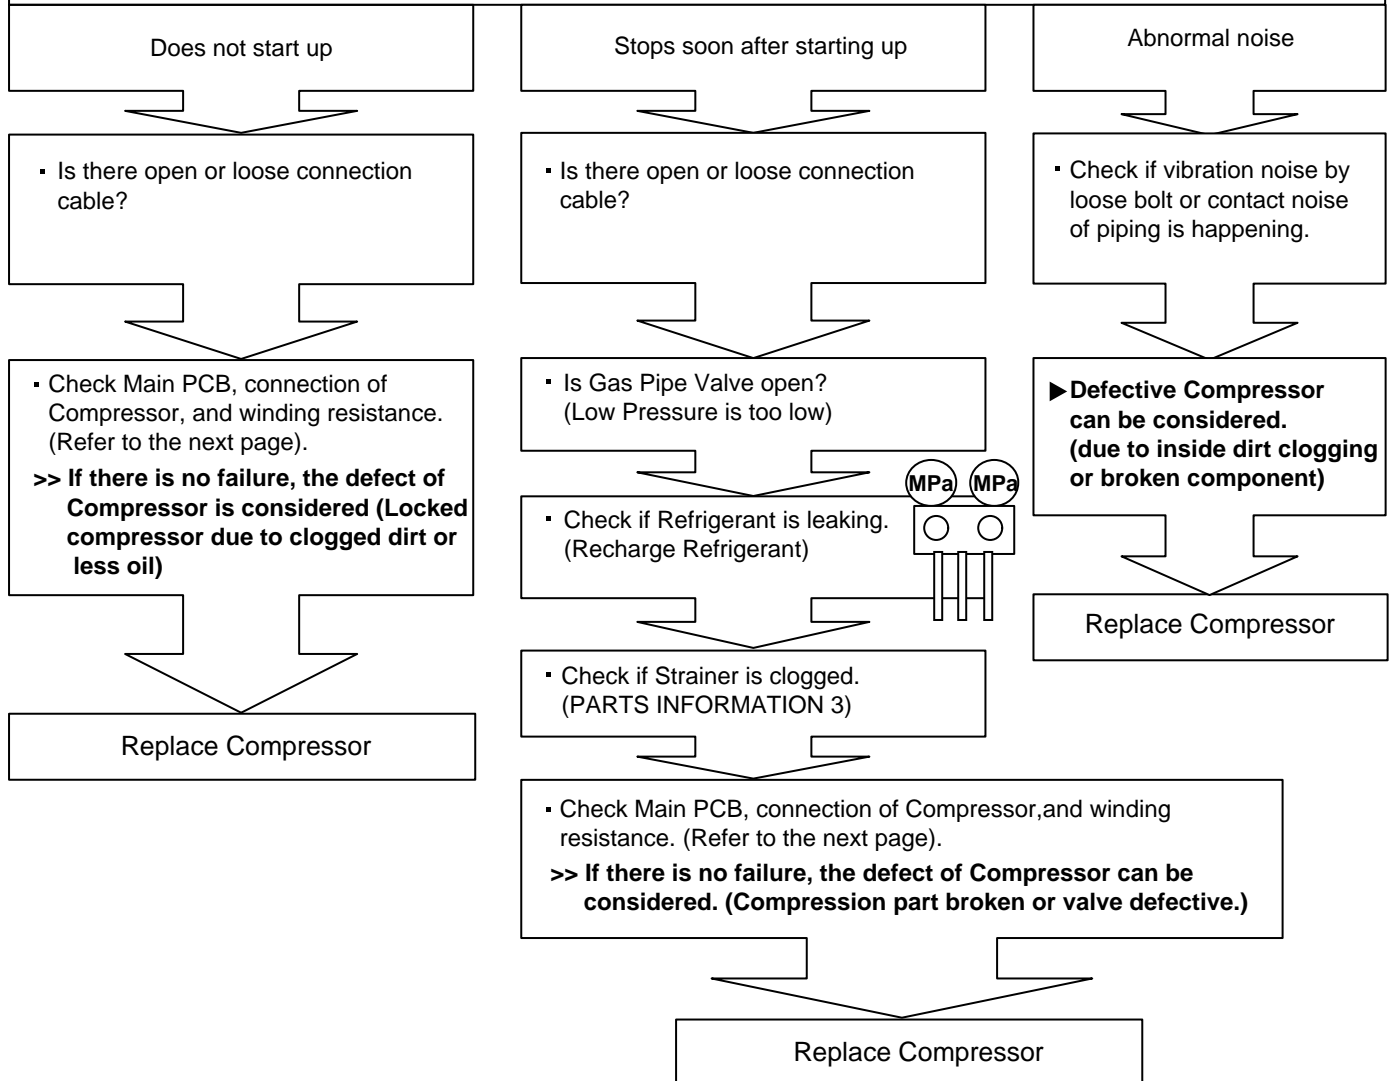 Does not start up
▪ Is there open or loose connection
cable?
▪ Check Main PCB, connection of
Compressor, and winding resistance.
(Refer to the next page).
>> If there is no failure, the defect of
Compressor is considered (Locked
compressor due to clogged dirt or
less oil)
Replace Compressor
Stops soon after starting up
▪ Is there open or loose connection
cable?
▪ Is Gas Pipe Valve open?
(Low Pressure is too low)
▪ Check if Refrigerant is leaking.
(Recharge Refrigerant)
MPa MPa
▪ Check if Strainer is clogged.
(PARTS INFORMATION 3)
▪ Check Main PCB, connection of Compressor,and winding
resistance. (Refer to the next page).
>> If there is no failure, the defect of Compressor can be
considered. (Compression part broken or valve defective.)
Replace Compressor
Abnormal noise
▪ Check if vibration noise by
loose bolt or contact noise
of piping is happening.
▶Defective Compressor
can be considered.
(due to inside dirt clogging
or broken component)
Replace Compressor